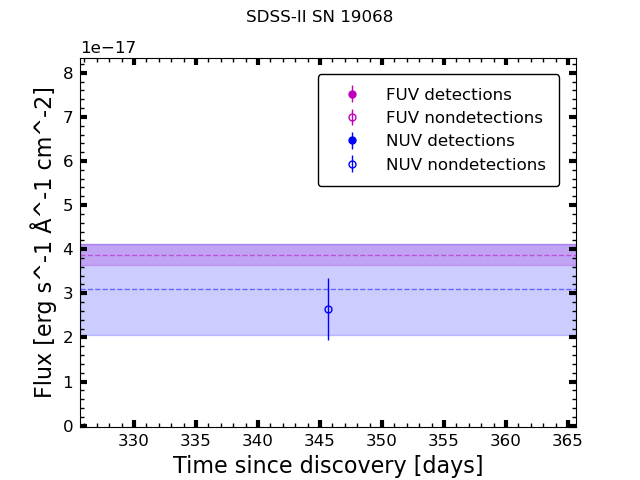 SDSS-II SN 19068
1e−17
8
7
6
5
4
3
2
1
0
Flux [erg s^-1 Å^-1 cm^-2]
FUV detections
FUV nondetections
NUV detections
NUV nondetections
330 335 340 345 350 355 360 365
Time since discovery [days]